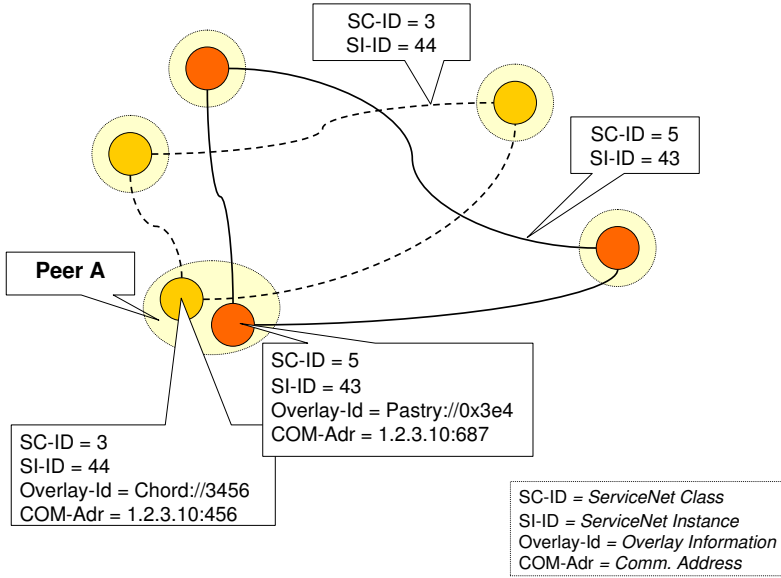 SC-ID = 3
SI-ID = 44
SC-ID = 5
SI-ID = 43
Peer A
SC-ID = 5
SI-ID = 43
Overlay-Id = Pastry://0x3e4
COM-Adr = 1.2.3.10:687
SC-ID = 3
SI-ID = 44
Overlay-Id = Chord://3456
COM-Adr = 1.2.3.10:456
SC-ID = ServiceNet Class
SI-ID = ServiceNet Instance
Overlay-Id = Overlay Information
COM-Adr = Comm. Address